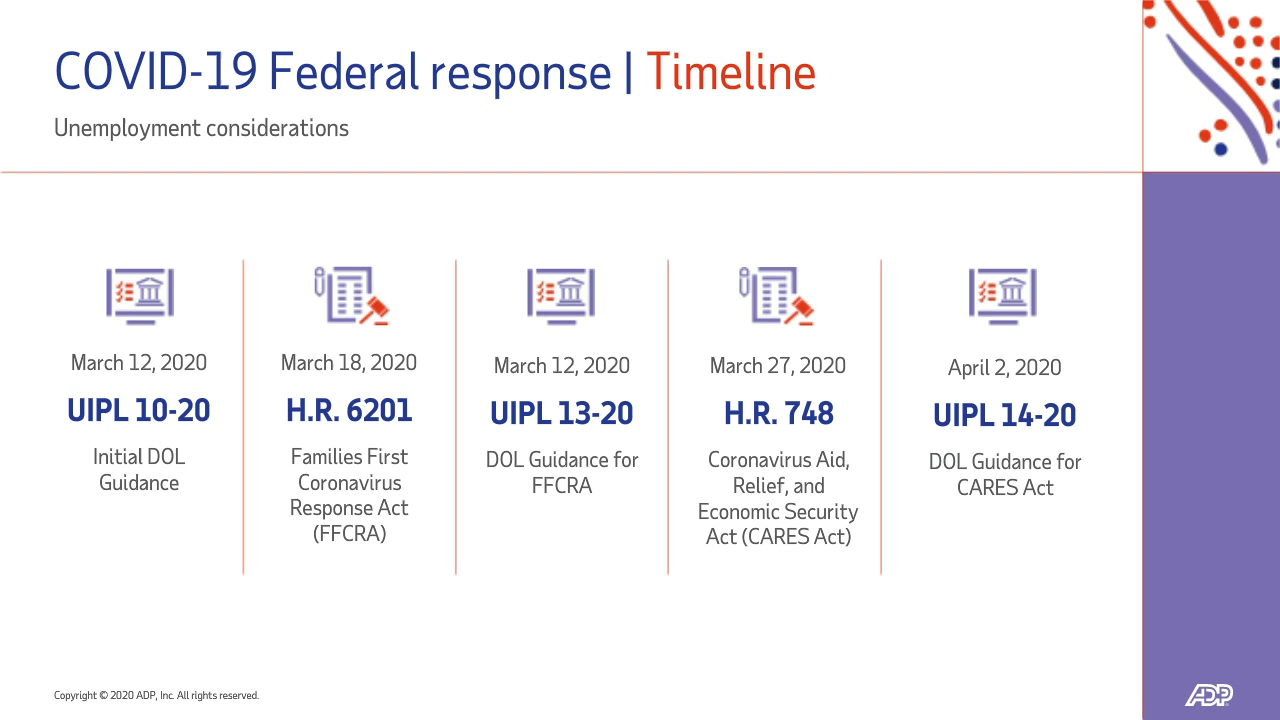 COVID-19 Federal response | Timeline
Unemployment considerations
March 12, 2020
UIPL 10-20
Initial DOL
Guidance
March 18, 2020
H.R. 6201
Families First
Coronavirus
Response Act
(FFCRA)
March 12, 2020
UIPL 13-20
DOL Guidance for
FFCRA
March 27, 2020
H.R. 748
Coronavirus Aid,
Relief, and
Economic Security
Act (CARES Act)
April 2, 2020
UIPL 14-20
DOL Guidance for
CARES Act
Copyright © 2020 ADP, Inc. All rights reserved.
ADP